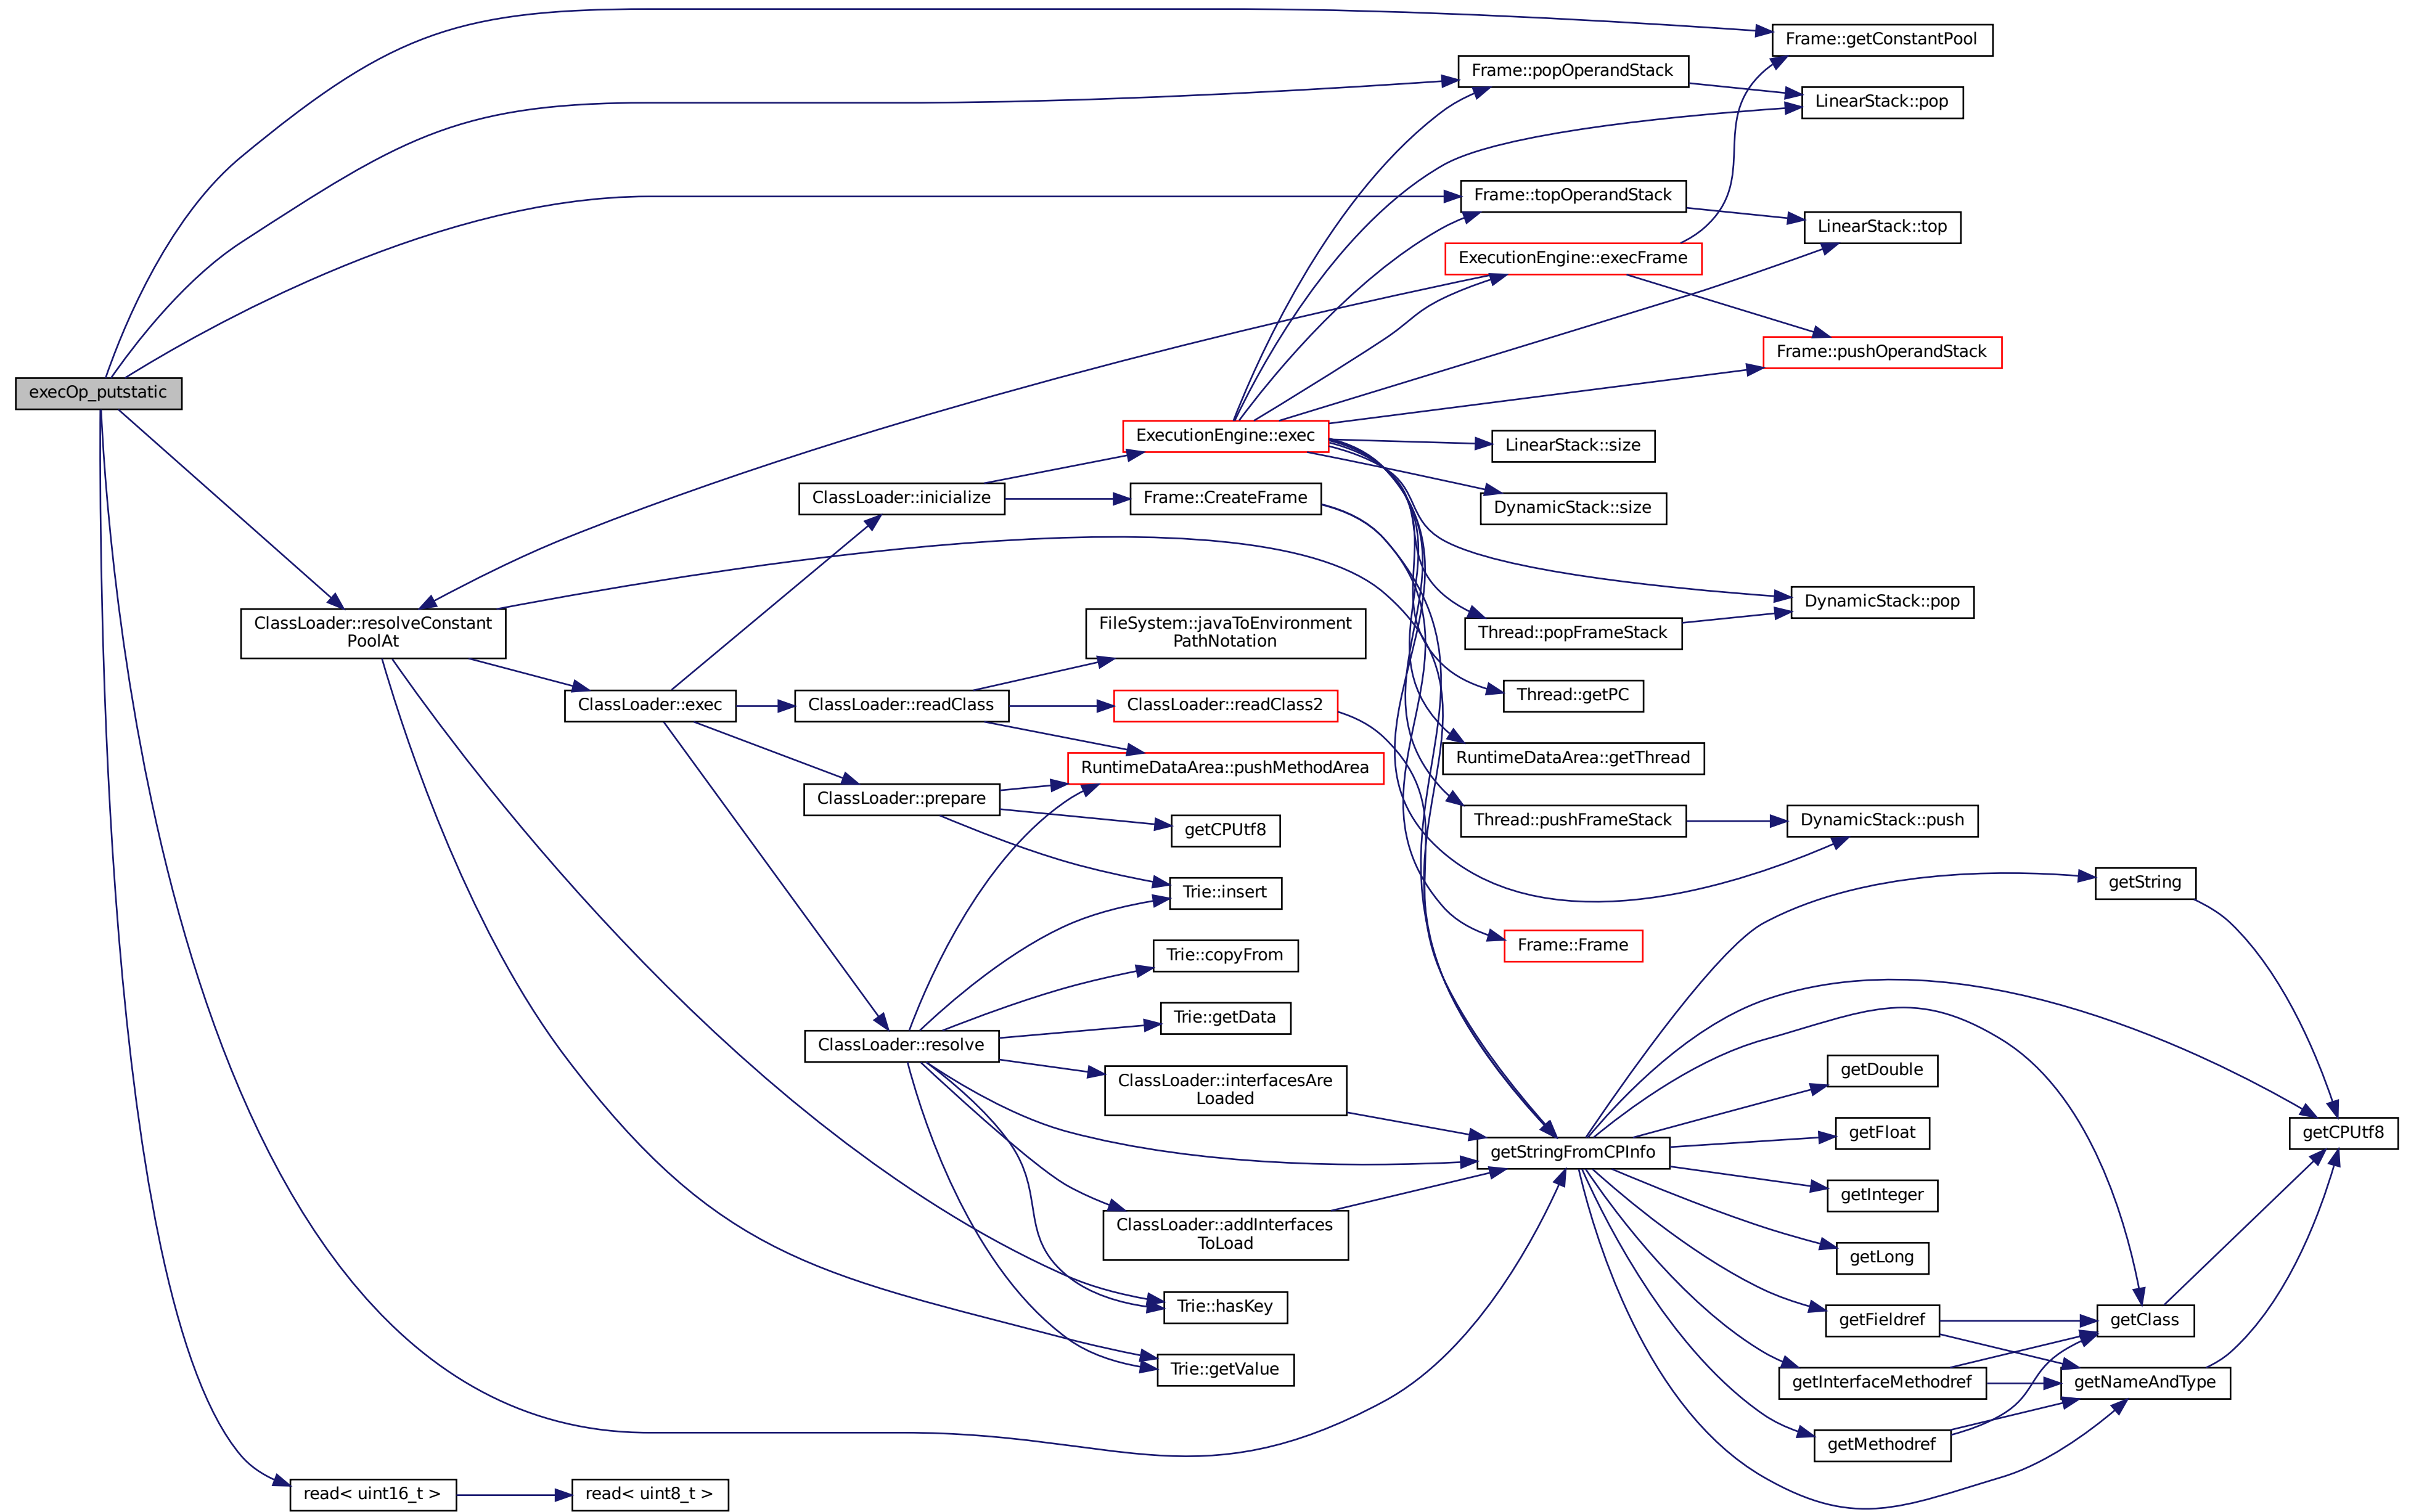 Frame::getConstantPool
Frame::popOperandStack
LinearStack::pop
Frame::topOperandStack
LinearStack::top
ExecutionEngine::execFrame
Frame::pushOperandStack
execOp_putstatic
ExecutionEngine::exec
LinearStack::size
ClassLoader::inicialize
Frame::CreateFrame
DynamicStack::size
DynamicStack::pop
ClassLoader::resolveConstant
PoolAt
FileSystem::javaToEnvironment
PathNotation
Thread::popFrameStack
Thread::getPC
ClassLoader::exec
ClassLoader::readClass
ClassLoader::readClass2
RuntimeDataArea::getThread
RuntimeDataArea::pushMethodArea
ClassLoader::prepare
Thread::pushFrameStack
DynamicStack::push
getCPUtf8
getString
Trie::insert
Frame::Frame
Trie::copyFrom
Trie::getData
ClassLoader::resolve
getDouble
ClassLoader::interfacesAre
Loaded
getFloat
getCPUtf8
getStringFromCPInfo
getInteger
ClassLoader::addInterfaces
ToLoad
getLong
Trie::hasKey
getFieldref
getClass
Trie::getValue
getInterfaceMethodref
getNameAndType
getMethodref
read< uint16_t >
read< uint8_t >